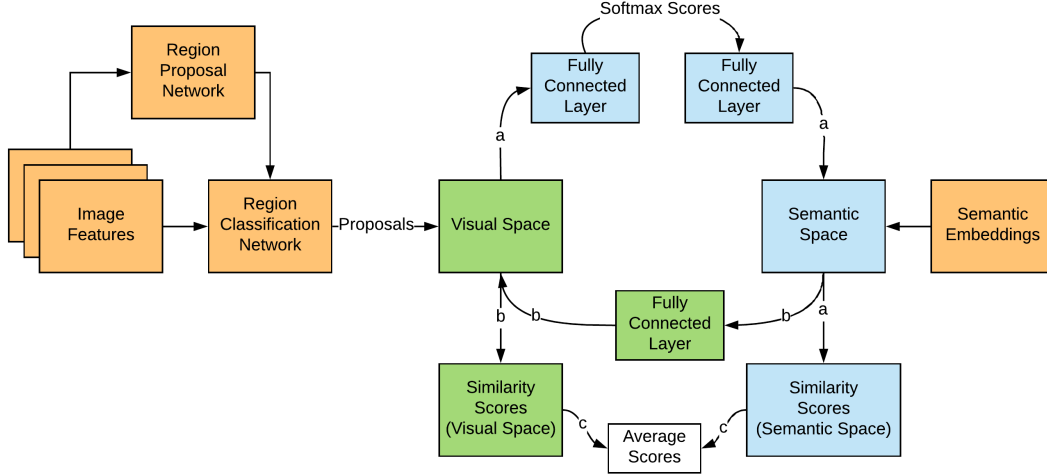 Softmax Scores
Region
Proposal
Network
Fully
Connected
Layer
Fully
Connected
Layer
a
a
Image
Features
Region
Classification
Network
Proposals
Visual Space
Semantic
Space
Semantic
Embeddings
b
b
Fully
Connected
Layer
b
a
Similarity
Scores
(Visual Space)
c
Average
Scores
c
Similarity
Scores
(Semantic Space)